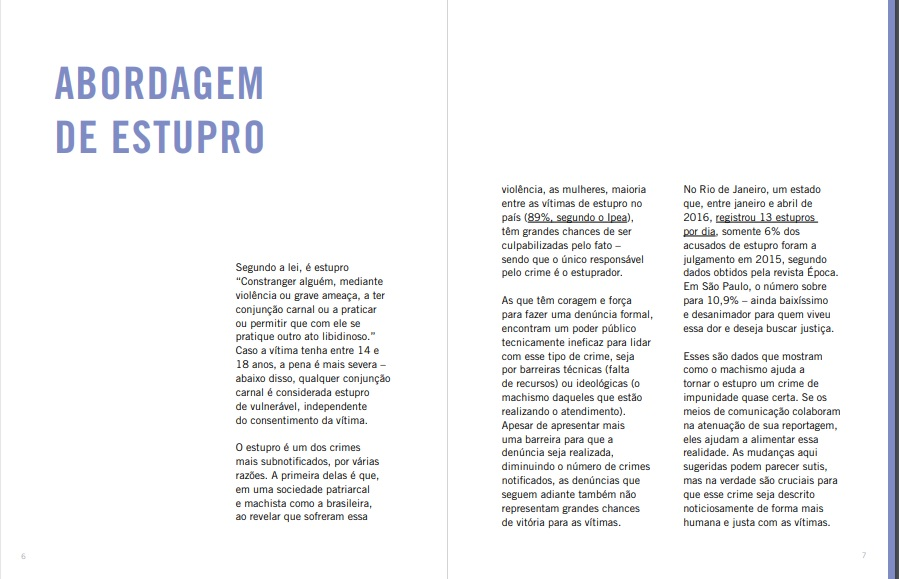 ABORDAGEM
DE ESTUPRO
Segundo a lei, é estupro
“Constranger alguém, mediante
violência ou grave ameaça, a ter
conjunção carnal ou a praticar
ou permitir que com ele se
pratique outro ato libidinoso.”
Caso a vítima tenha entre 14 e
18 anos, a pena é mais severa –
abaixo disso, qualquer conjunção
carnal é considerada estupro
de vulnerável, independente
do consentimento da vítima.
O estupro é um dos crimes
mais subnotificados, por várias
razões. A primeira delas é que,
em uma sociedade patriarcal
e machista como a brasileira,
ao revelar que sofreram essa
6
violência, as mulheres, maioria
entre as vítimas de estupro no
país (89%, segundo o Ipea),
têm grandes chances de ser
culpabilizadas pelo fato –
sendo que o único responsável
pelo crime é o estuprador.
As que têm coragem e força
para fazer uma denúncia formal,
encontram um poder público
tecnicamente ineficaz para lidar
com esse tipo de crime, seja
por barreiras técnicas (falta
de recursos) ou ideológicas (o
machismo daqueles que estão
realizando o atendimento).
Apesar de apresentar mais
uma barreira para que a
denúncia seja realizada,
diminuindo o número de crimes
notificados, as denúncias que
seguem adiante também não
representam grandes chances
de vitória para as vítimas.
No Rio de Janeiro, um estado
que, entre janeiro e abril de
2016, registrou 13 estupros
por dia, somente 6% dos
acusados de estupro foram a
julgamento em 2015, segundo
dados obtidos pela revista Época.
Em São Paulo, o número sobre
para 10,9% – ainda baixíssimo
e desanimador para quem viveu
essa dor e deseja buscar justiça.
Esses são dados que mostram
como o machismo ajuda a
tornar o estupro um crime de
impunidade quase certa. Se os
meios de comunicação colaboram
na atenuação de sua reportagem,
eles ajudam a alimentar essa
realidade. As mudanças aqui
sugeridas podem parecer sutis,
mas na verdade são cruciais para
que esse crime seja descrito
noticiosamente de forma mais
humana e justa com as vítimas.
7